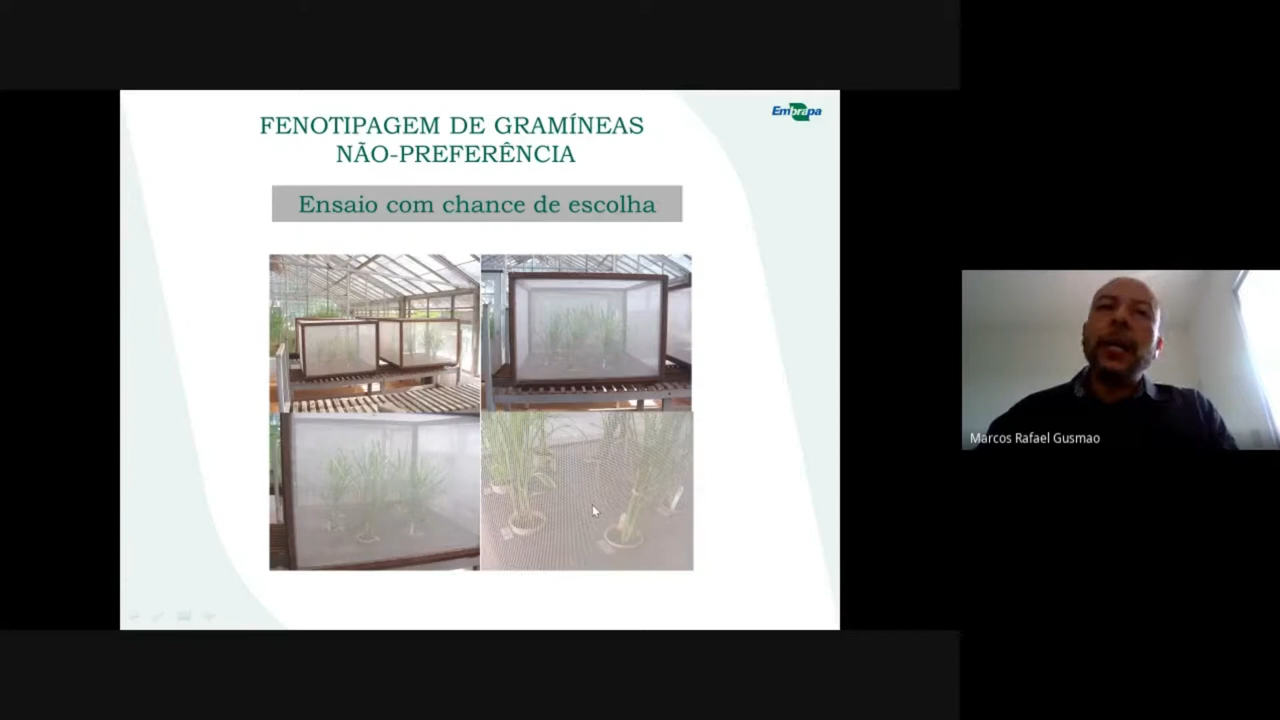 Embrapa
FENOTIPAGEM DE GRAMÍNEAS
NÃO-PREFERÊNCIA
Ensaio com chance de escolha
Marcos Rafael Gusmao